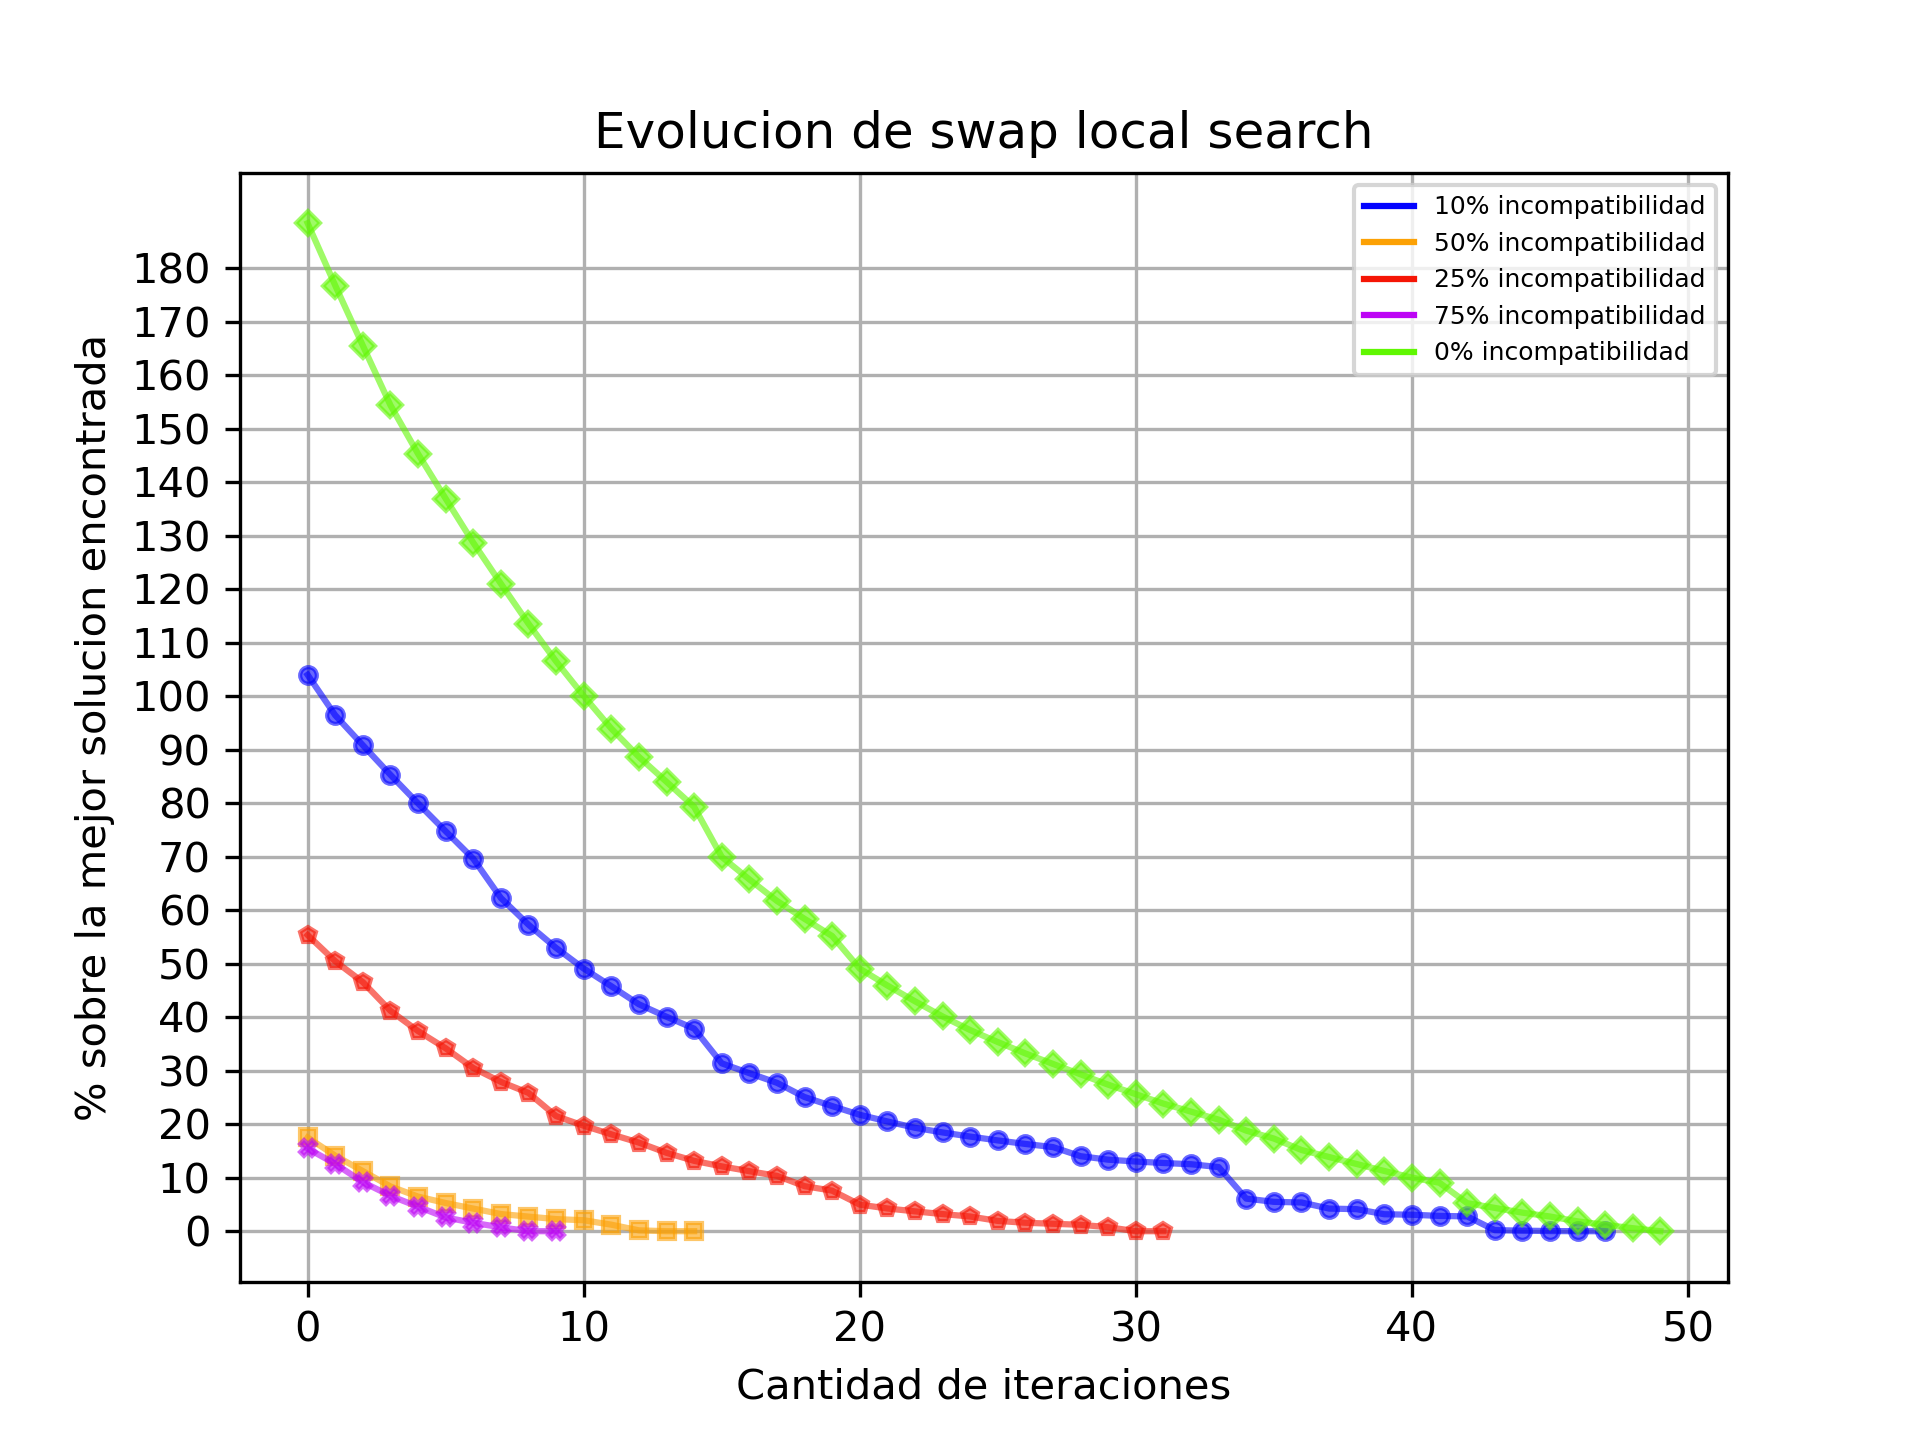 Evolucion de swap local search
10% incompatibilidad
50% incompatibilidad
25% incompatibilidad
75% incompatibilidad
0% incompatibilidad
% sobre la mejor solucion encontrada
180
170
160
150
140
130
120
110
100
90
80
70
60
50
40
30
20
10
0
0 10 20 30 40 50
Cantidad de iteraciones